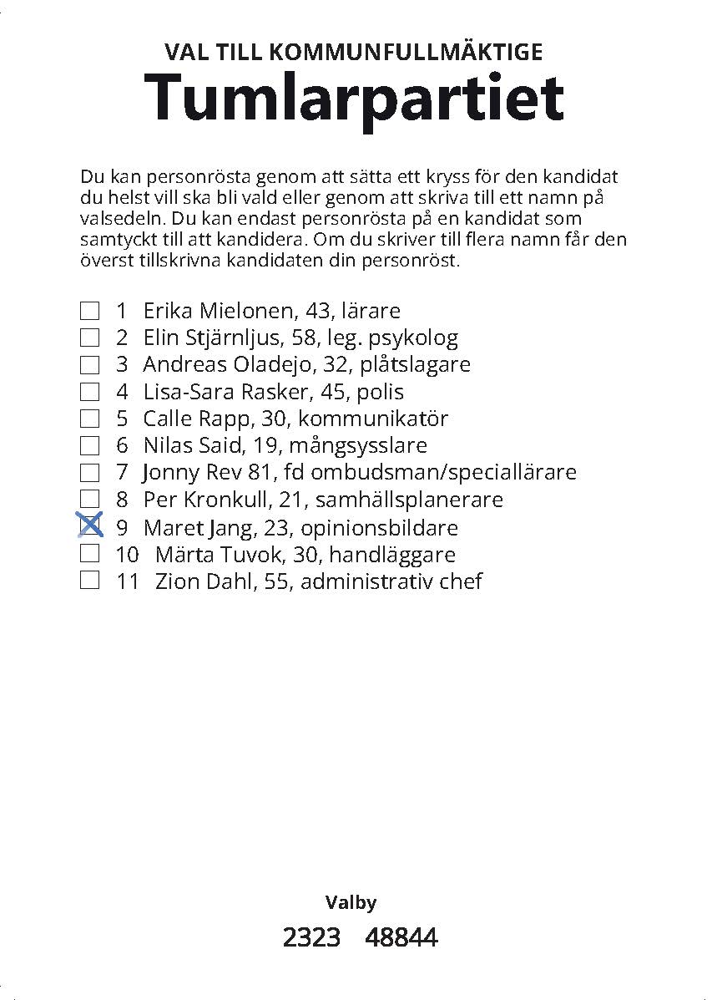 VAL TILL KOMMUNFULLMÄKTIGE
Tumlarpartiet
Du kan personrösta genom att sätta ett kryss för den kandidat
du helst vill ska bli vald eller genom att skriva till ett namn på
valsedeln. Du kan endast personrösta på en kandidat som
samtyckt till att kandidera. Om du skriver till flera namn får den
överst tillskrivna kandidaten din personröst.
1 Erika Mielonen, 43, lärare
2 Elin Stjärnljus, 58, leg. psykolog
3 Andreas Oladejo, 32, plåtslagare
4 Lisa-Sara Rasker, 45, polis
5 Calle Rapp, 30, kommunikatör
6 Nilas Said, 19, mångsysslare
7 Jonny Rev 81, fd ombudsman/speciallärare
8 Per Kronkull, 21, samhällsplanerare
9 Maret Jang, 23, opinionsbildare
10 Märta Tuvok, 30, handläggare
11 Zion Dahl, 55, administrativ chef
Valby
2323 48844